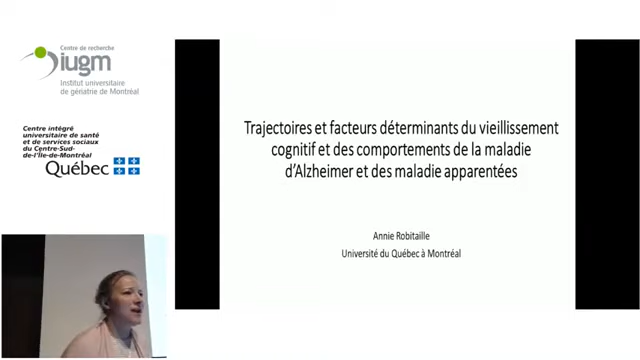 Centre de recherche
iugm
Institut universitaire
de gériatrie de Montréal
Centre intégré
universitaire de santé
et de services sociaux
du Centre-Sud-
de-l'Île-de-Montréal
Québec
Trajectoires et facteurs déterminants du vieillissement
cognitif et des comportements de la maladie
d'Alzheimer et des maladie apparentées
Annie Robitaille
Université du Québec à Montréal